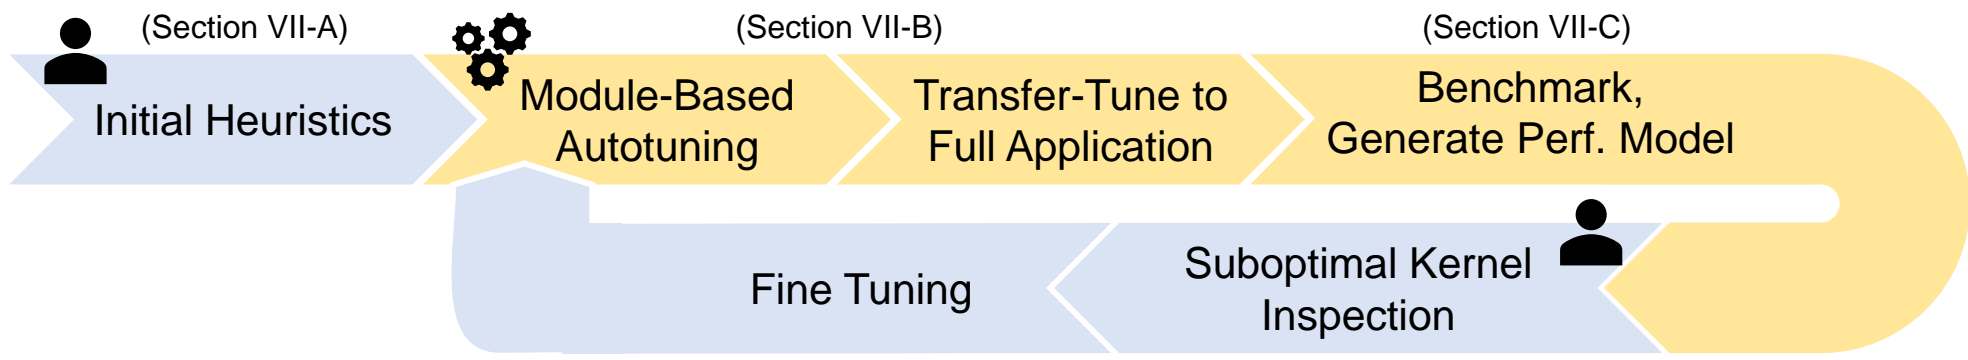 (Section VII-A)
(Section VII-B)
(Section VII-C)
Initial Heuristics
Module-Based
Autotuning
Transfer-Tune to
Full Application
Benchmark,
Generate Perf. Model
Suboptimal Kernel
Inspection
Fine Tuning